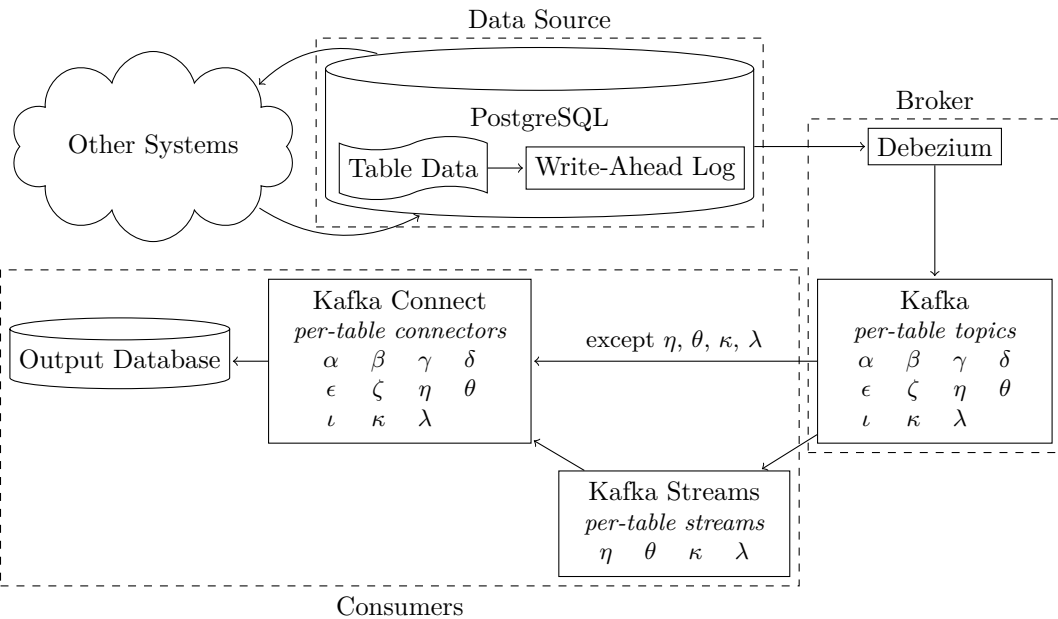 Data Source
Other Systems
PostgreSQL
Table Data
Write-Ahead Log
Broker
Debezium
Kafka
per-table topics
α β γ δ
ϵ ζ η θ
ι κ λ
except η, θ, κ, λ
Kafka Connect
per-table connectors
α β γ δ
ϵ ζ η θ
ι κ λ
Output Database
Kafka Streams
per-table streams
η θ κ λ
Consumers